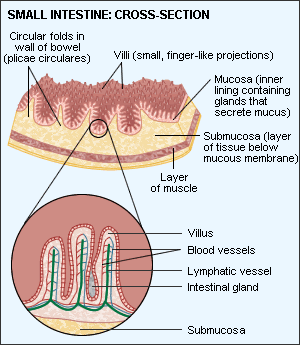 SMALL INTESTINE: CROSS-SECTION
Circular folds in
wall of bowel
(plicae circulares)
Villi (small, finger-like projections)
Mucosa (inner
lining containing
glands that
secrete mucus)
Submucosa (layer
of tissue below
mucous membrane)
Layer
of muscle
Villus
Blood vessels
Lymphatic vessel
Intestinal gland
Submucosa